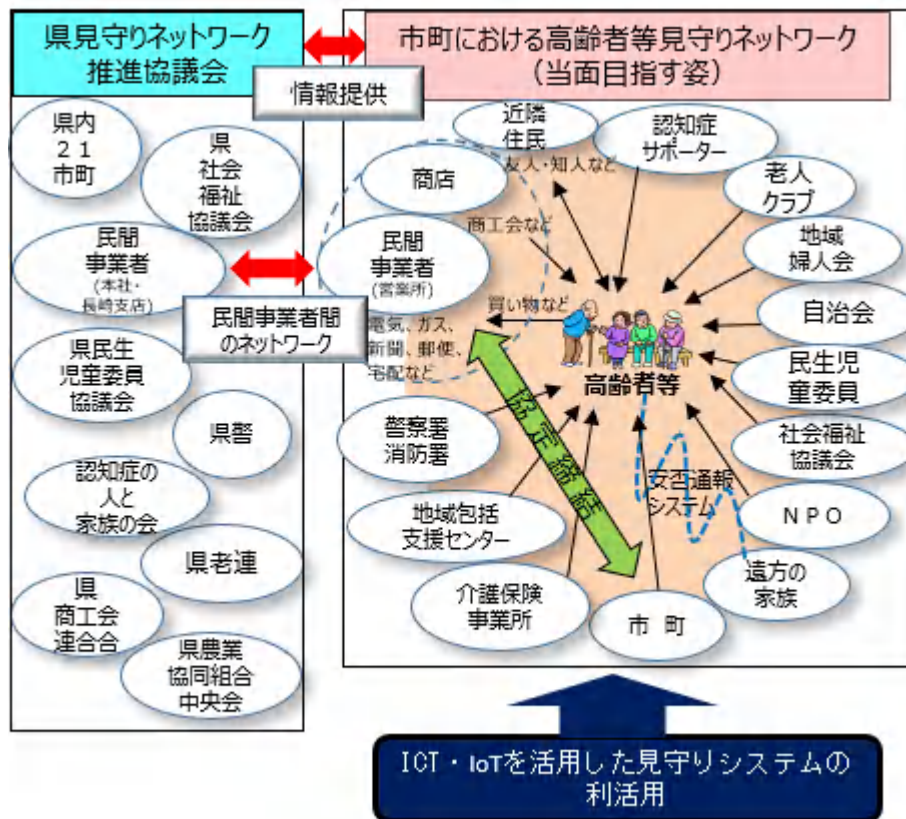 県見守りネットワーク
推進協議会
市町における高齢者等見守りネットワーク
（当面目指す姿）
情報提供
県内
２１
市町
県
社会
福祉
協議会
民間
事業者
(本社・
長崎支店)
民間事業者間
のネットワーク
県民生
児童委員
協議会
県警
認知症の
人と
家族の会
県老連
県
商工会
連合合
県農業
協同組合
中央会
近隣
住民
友人・知人など
認知症
サポーター
商店
商工会など
老人
クラブ
民間
事業者
(営業所)
地域
婦人会
買い物など
電気、ガス、
新聞、郵便、
宅配など
自治会
高齢者等
民生児
童委員
協定締結
警察署
消防署
社会福祉
協議会
安否通報
システム
地域包括
支援センター
ＮＰＯ
介護保険
事業所
市 町
遠方の
家族
ICT・IoTを活用した見守りシステムの
利活用